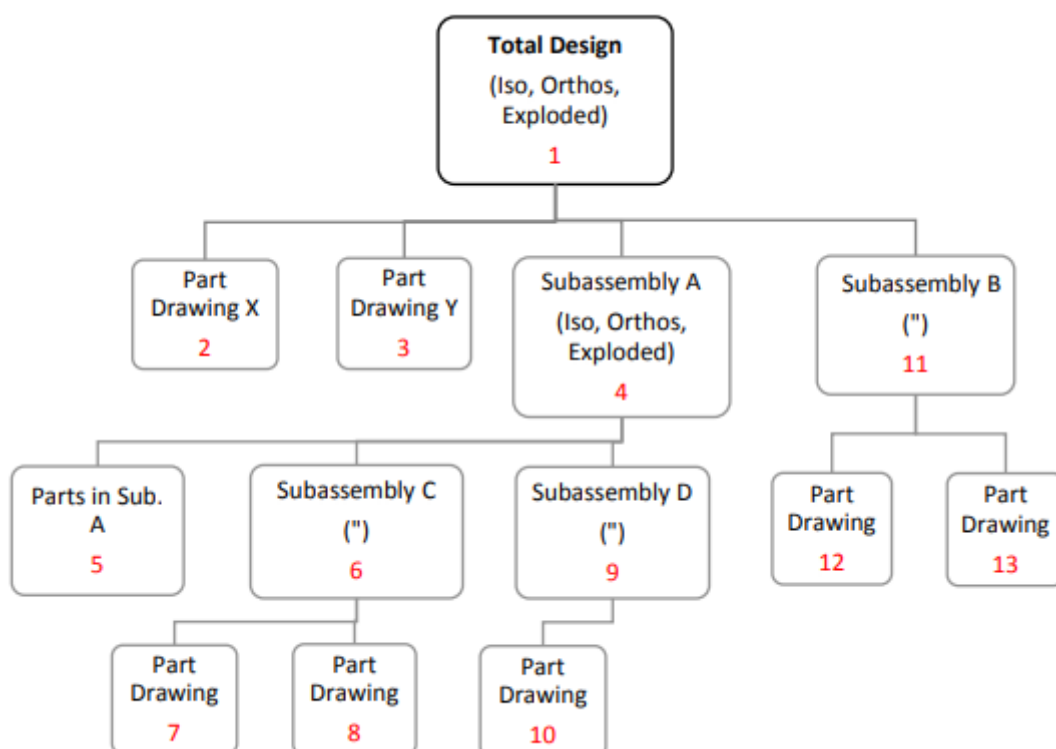 Total Design
(Iso, Orthos,
Exploded)
1
Part
Drawing X
2
Part
Drawing Y
3
Subassembly A
(Iso, Orthos,
Exploded)
4
Subassembly B
(")
11
Parts in Sub.
A
5
Subassembly C
(")
6
Subassembly D
(")
9
Part
Drawing
12
Part
Drawing
13
Part
Drawing
7
Part
Drawing
8
Part
Drawing
10